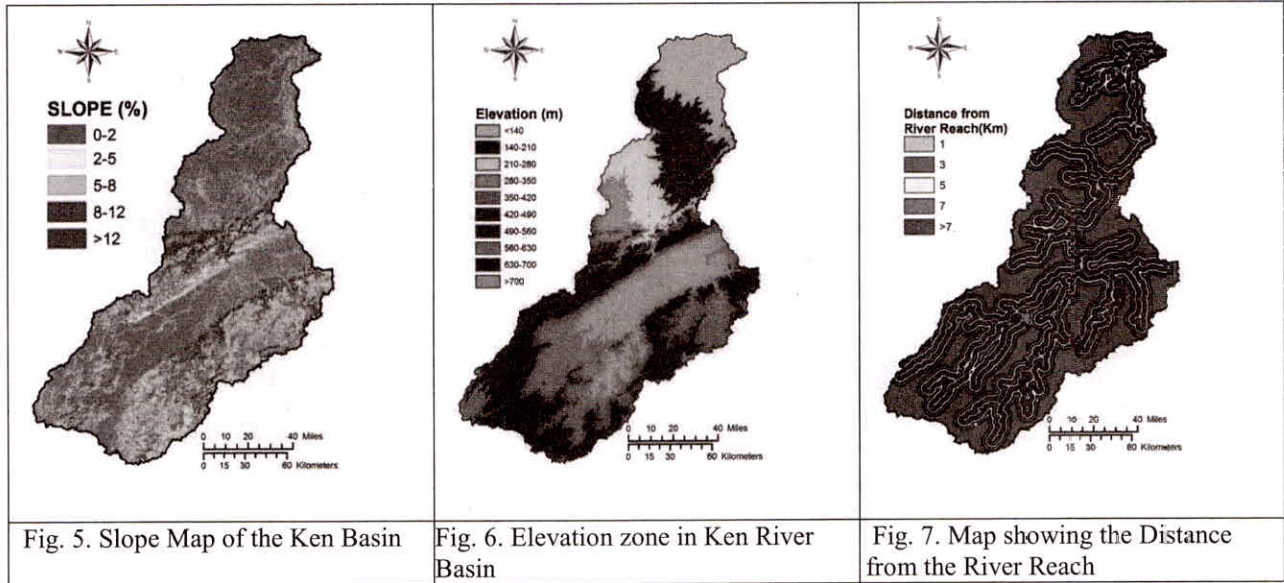 N
W E
S
SLOPE (%)
0-2
2-5
5-8
8-12
>12
0 10 20 40 Miles
0 15 30 60 Kilometers
Fig. 5. Slope Map of the Ken Basin
N
W E
S
Elevation (m)
<140
140-210
210-280
280-350
350-420
420-490
490-560
560-630
630-700
>700
0 10 20 40 Miles
0 15 30 60 Kilometers
Fig. 6. Elevation zone in Ken River
Basin
N
W E
S
Distance from
River Reach(Km)
1
3
5
7
>7
0 10 20 40 Miles
0 15 30 60 Kilometers
Fig. 7. Map showing the Distance
from the River Reach